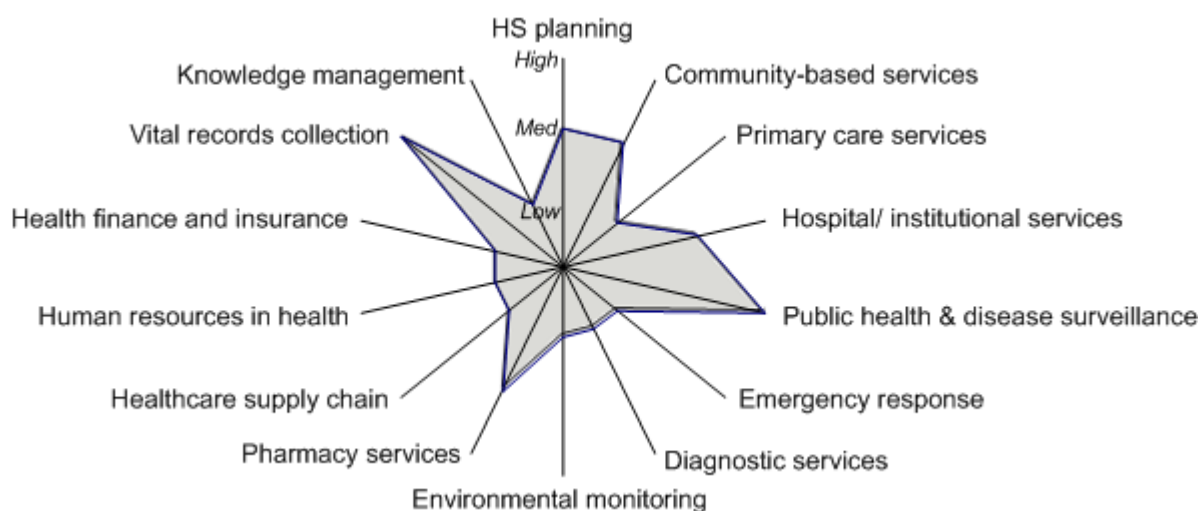 HS planning
High
Knowledge management
Community-based services
Med
Vital records collection
Primary care services
Low
Health finance and insurance
Hospital/ institutional services
Human resources in health
Public health & disease surveillance
Healthcare supply chain
Emergency response
Pharmacy services
Diagnostic services
Environmental monitoring